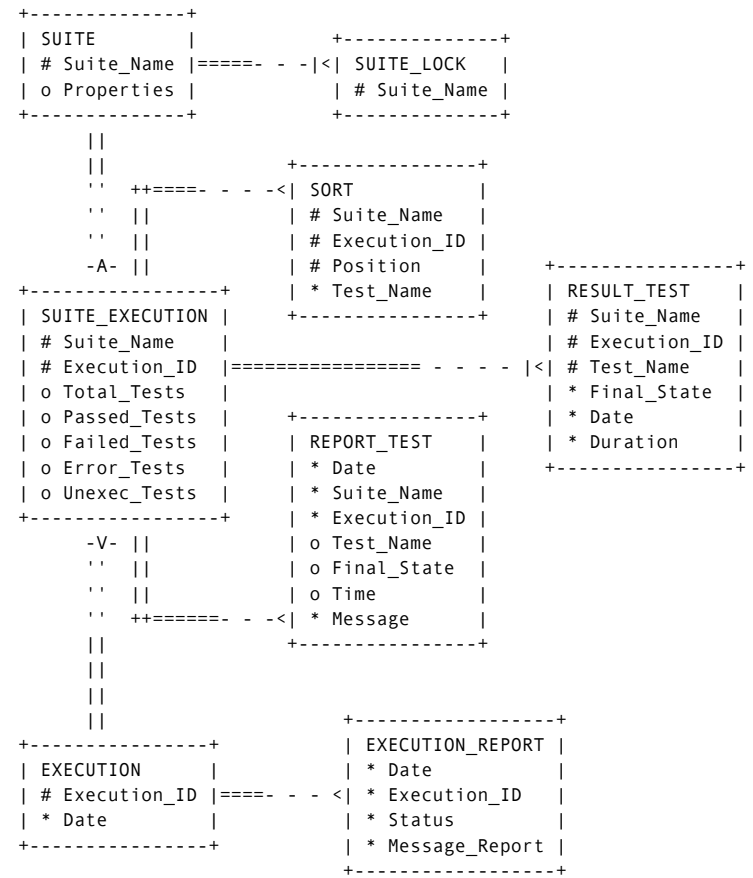 SUITE
# Suite_Name
o Properties
SUITE_LOCK
# Suite_Name
SORT
# Suite_Name
# Execution_ID
# Position
* Test_Name
RESULT_TEST
# Suite_Name
# Execution_ID
# Test_Name
* Final_State
* Date
* Duration
SUITE_EXECUTION
# Suite_Name
# Execution_ID
o Total_Tests
o Passed_Tests
o Failed_Tests
o Error_Tests
o Unexec_Tests
REPORT_TEST
* Date
* Suite_Name
* Execution_ID
o Test_Name
o Final_State
o Time
* Message
EXECUTION
# Execution_ID
* Date
EXECUTION_REPORT
* Date
* Execution_ID
* Status
* Message_Report